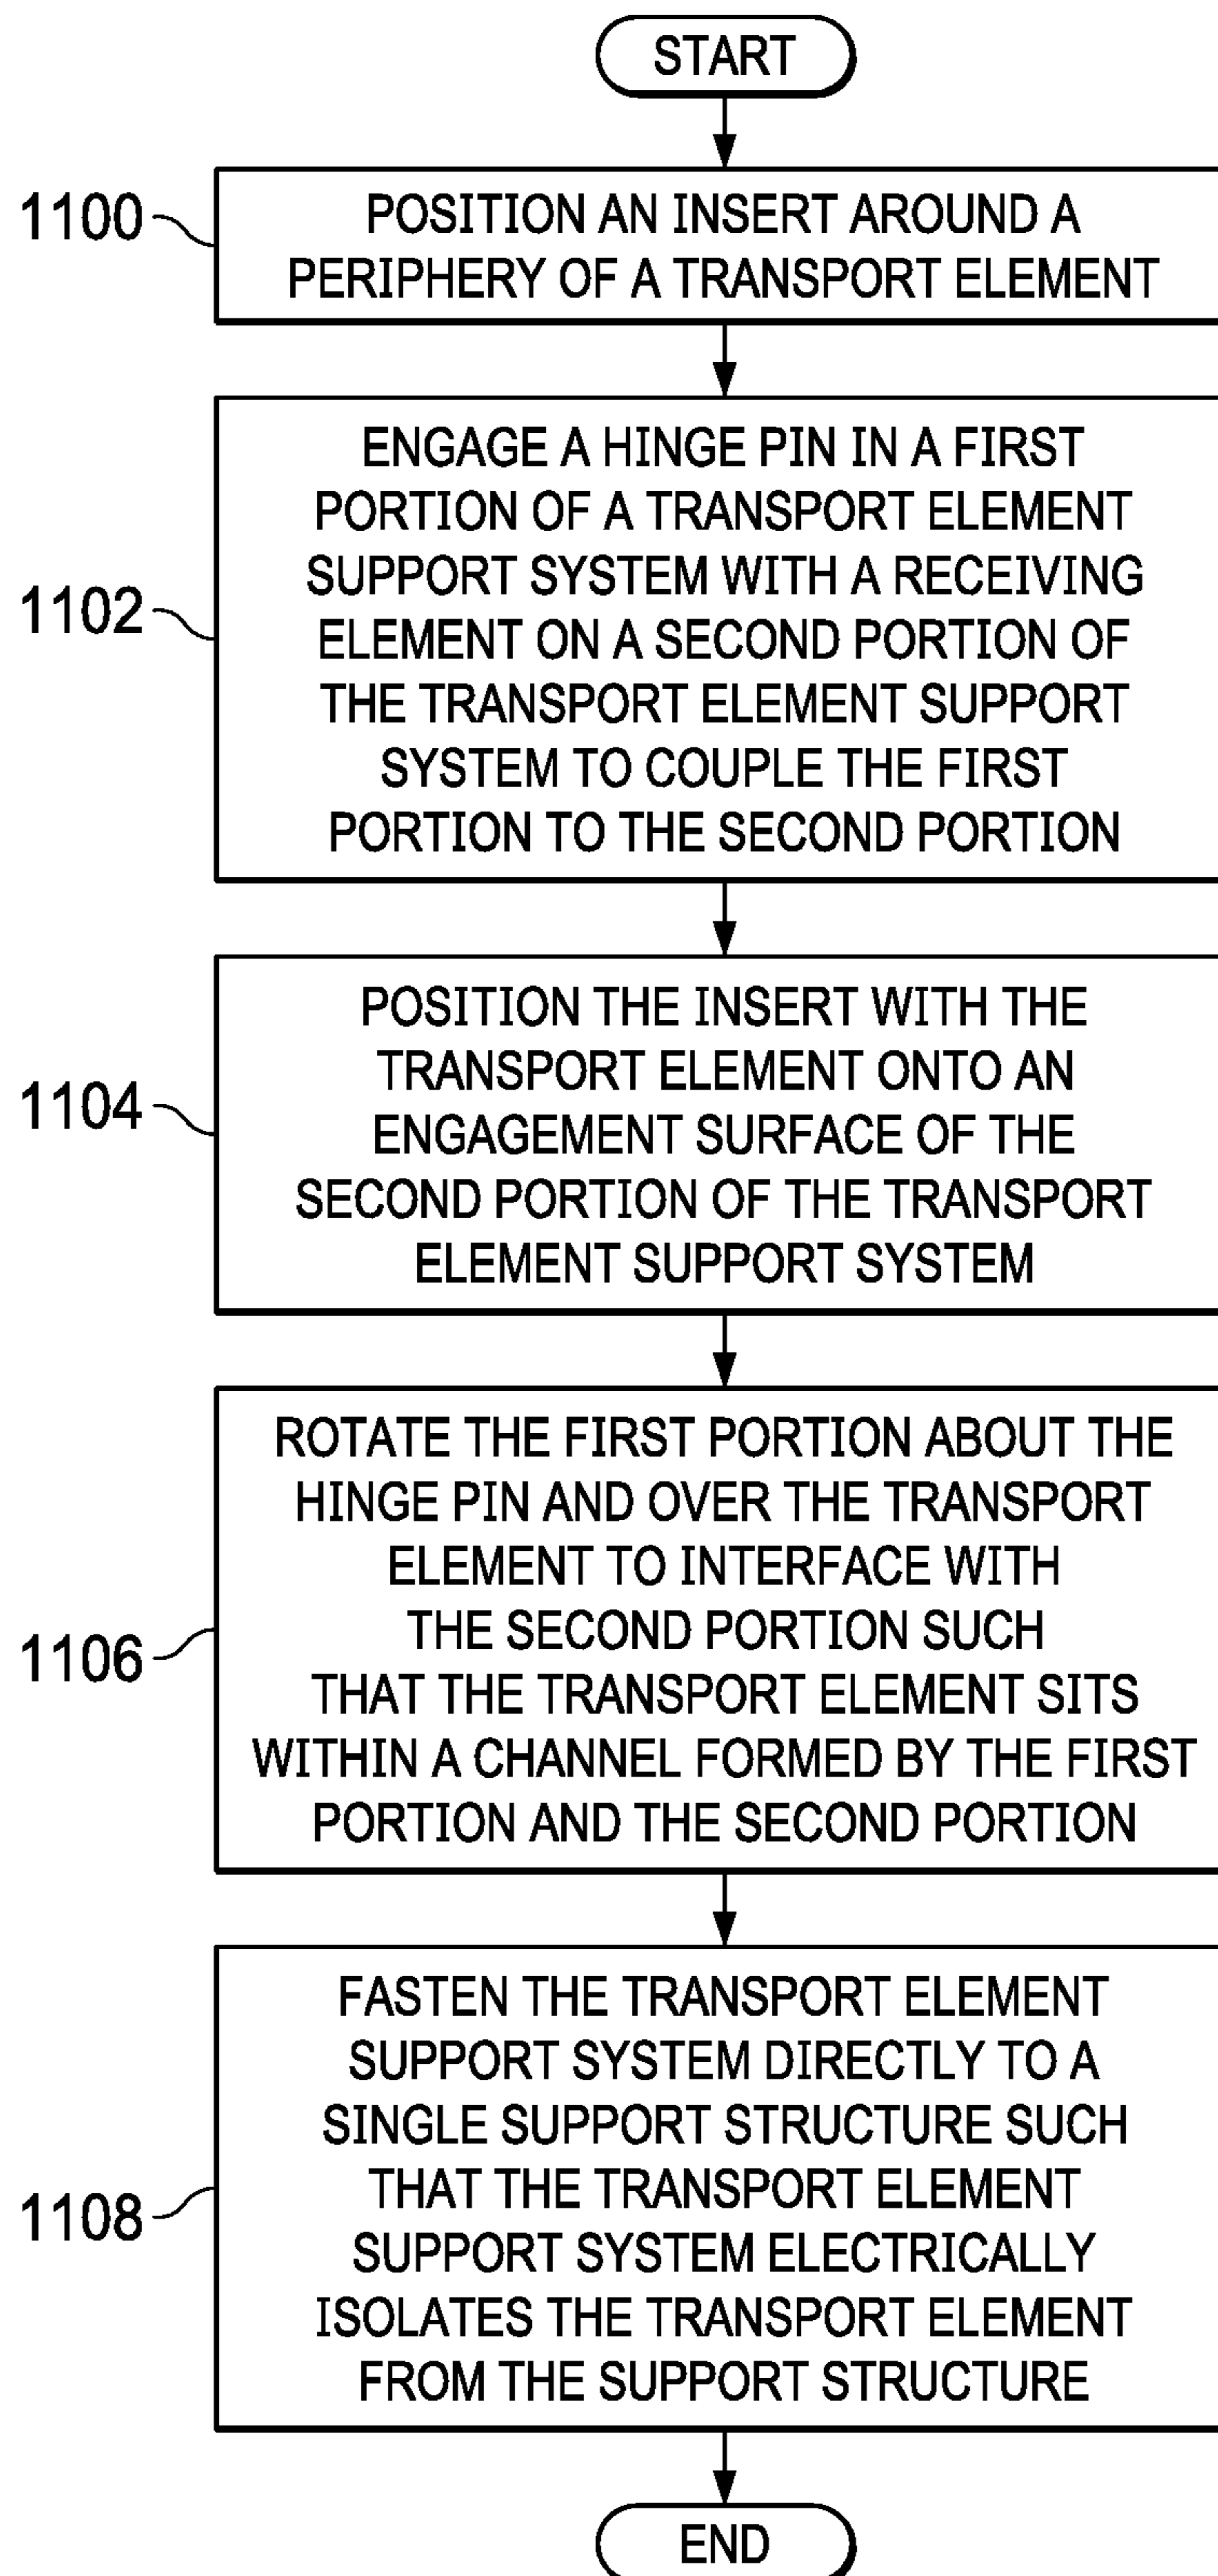 START
1100
POSITION AN INSERT AROUND A
PERIPHERY OF A TRANSPORT ELEMENT
1102
ENGAGE A HINGE PIN IN A FIRST
PORTION OF A TRANSPORT ELEMENT
SUPPORT SYSTEM WITH A RECEIVING
ELEMENT ON A SECOND PORTION OF
THE TRANSPORT ELEMENT SUPPORT
SYSTEM TO COUPLE THE FIRST
PORTION TO THE SECOND PORTION
1104
POSITION THE INSERT WITH THE
TRANSPORT ELEMENT ONTO AN
ENGAGEMENT SURFACE OF THE
SECOND PORTION OF THE TRANSPORT
ELEMENT SUPPORT SYSTEM
1106
ROTATE THE FIRST PORTION ABOUT THE
HINGE PIN AND OVER THE TRANSPORT
ELEMENT TO INTERFACE WITH
THE SECOND PORTION SUCH
THAT THE TRANSPORT ELEMENT SITS
WITHIN A CHANNEL FORMED BY THE FIRST
PORTION AND THE SECOND PORTION
1108
FASTEN THE TRANSPORT ELEMENT
SUPPORT SYSTEM DIRECTLY TO A
SINGLE SUPPORT STRUCTURE SUCH
THAT THE TRANSPORT ELEMENT
SUPPORT SYSTEM ELECTRICALLY
ISOLATES THE TRANSPORT ELEMENT
FROM THE SUPPORT STRUCTURE
END